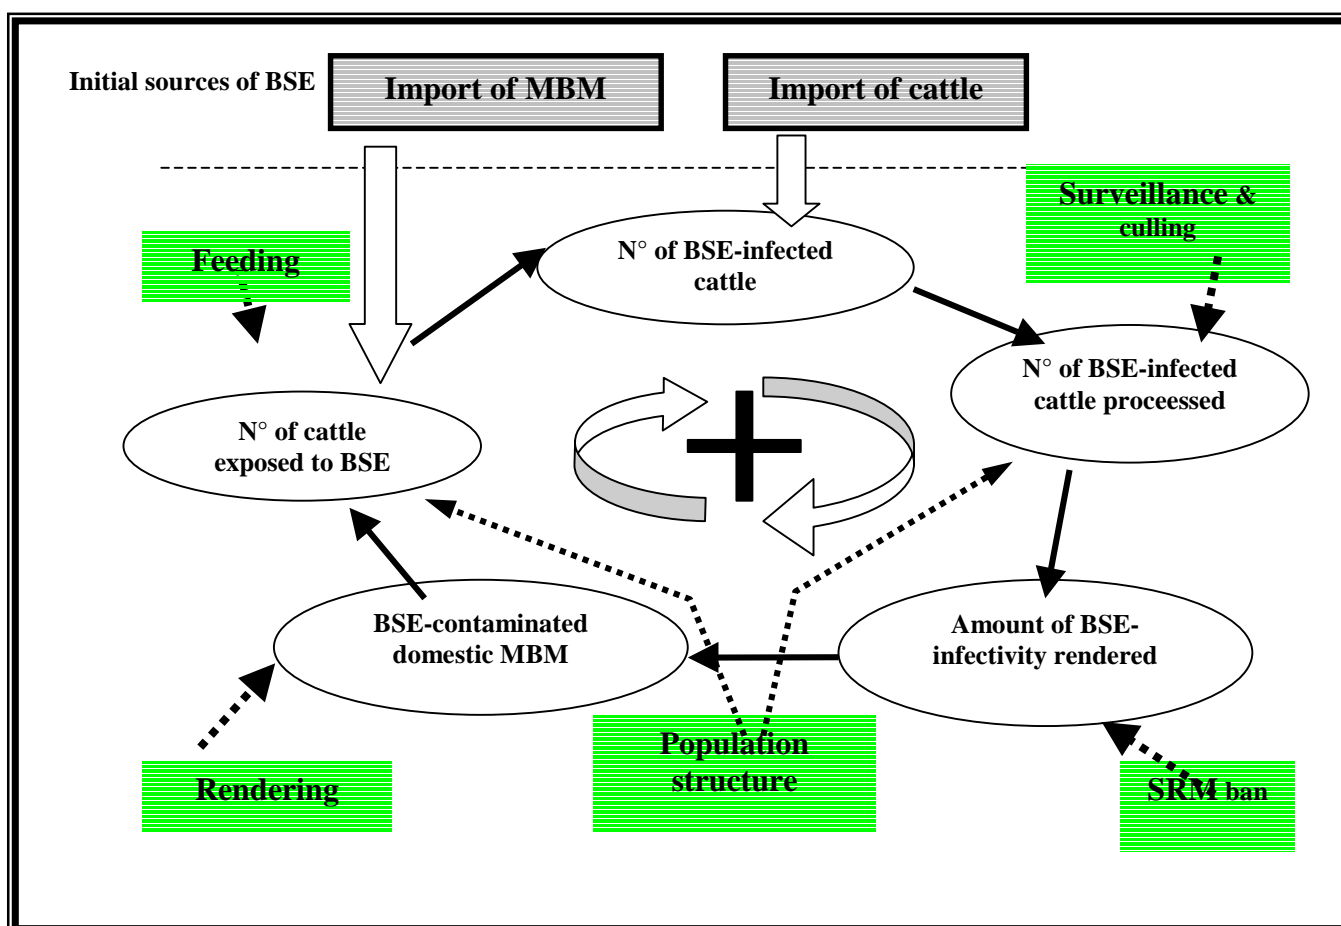 Initial sources of BSE
Import of MBM
Import of cattle
Surveillance &
culling
Feeding
N° of BSE-infected
cattle
N° of BSE-infected
cattle proceessed
N° of cattle
exposed to BSE
BSE-contaminated
domestic MBM
Amount of BSE-
infectivity rendered
Population
structure
Rendering
SRM ban